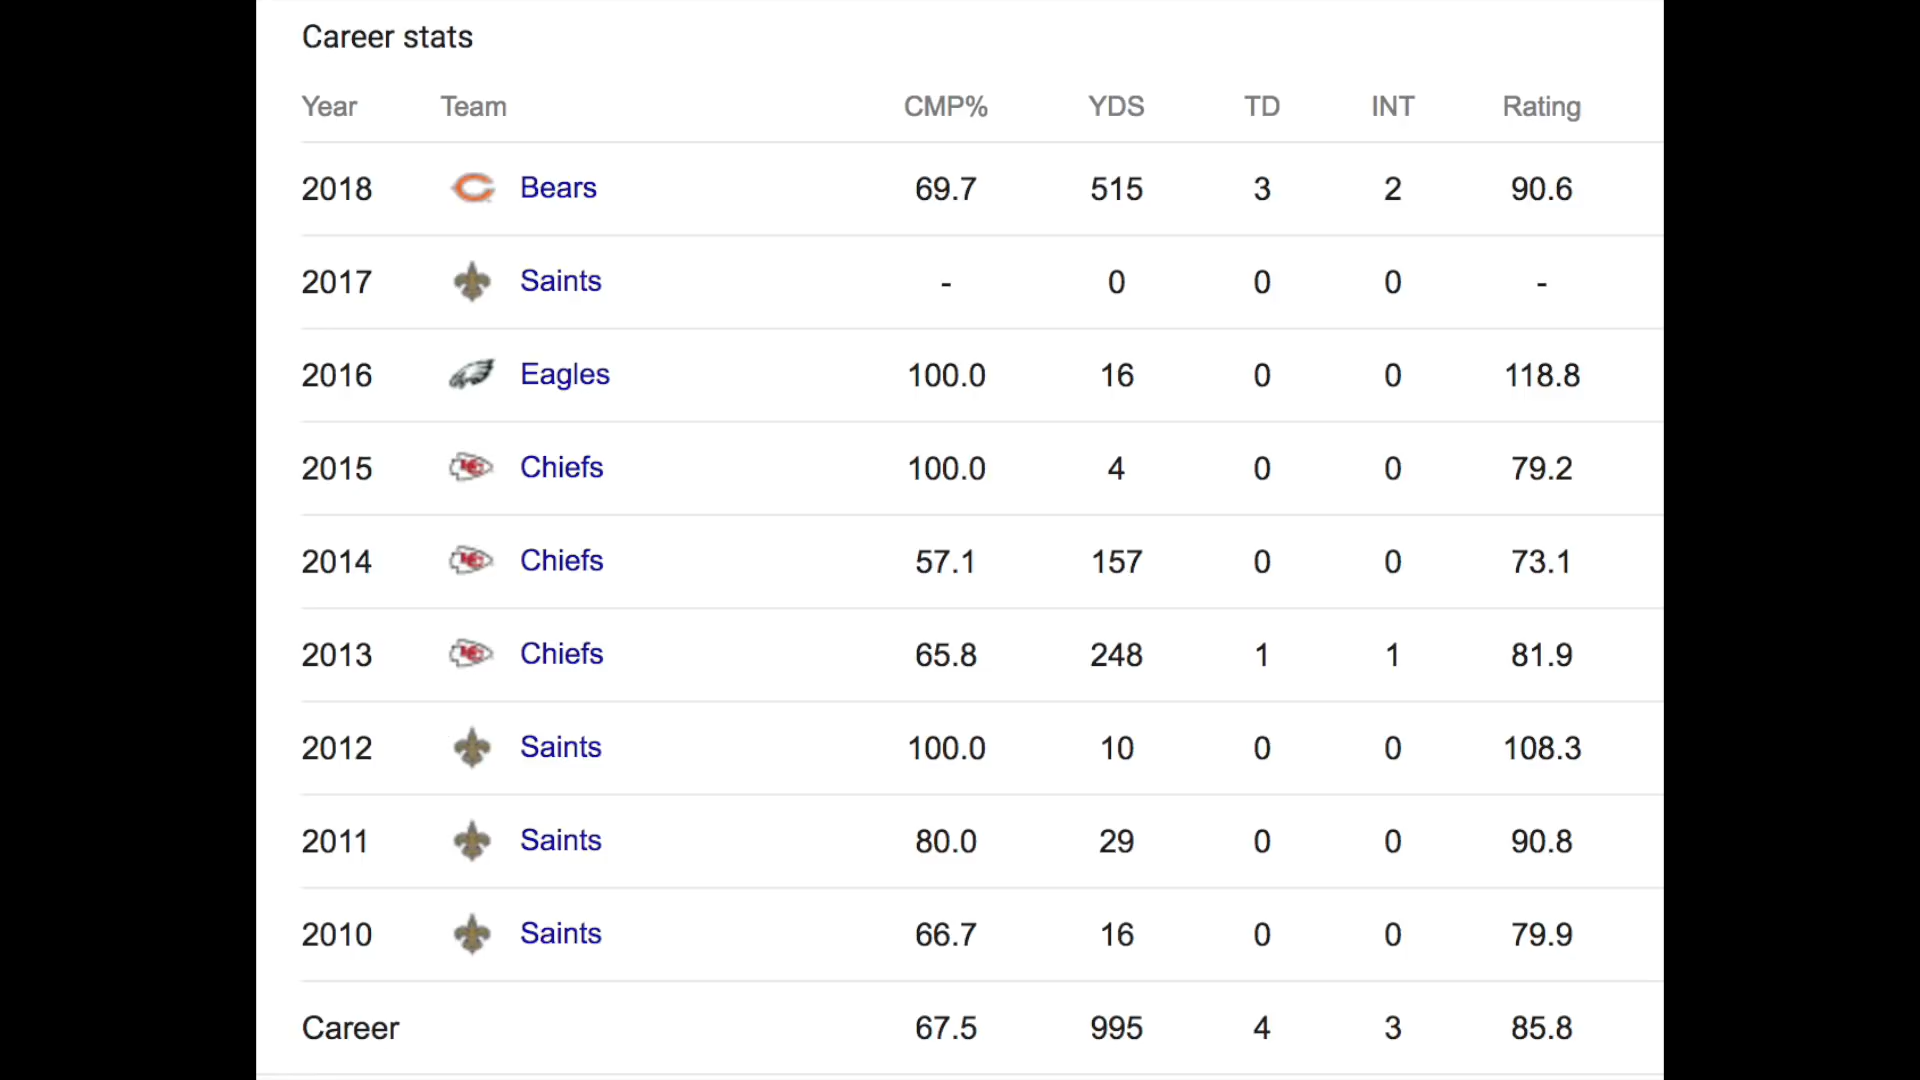 Career stats
Year Team CMP% YDS TD INT Rating
2018 Bears 69.7 515 3 2 90.6
2017 Saints - 0 0 0 -
2016 Eagles 100.0 16 0 0 118.8
2015 Chiefs 100.0 4 0 0 79.2
2014 Chiefs 57.1 157 0 0 73.1
2013 Chiefs 65.8 248 1 1 81.9
2012 Saints 100.0 10 0 0 108.3
2011 Saints 80.0 29 0 0 90.8
2010 Saints 66.7 16 0 0 79.9
Career 67.5 995 4 3 85.8